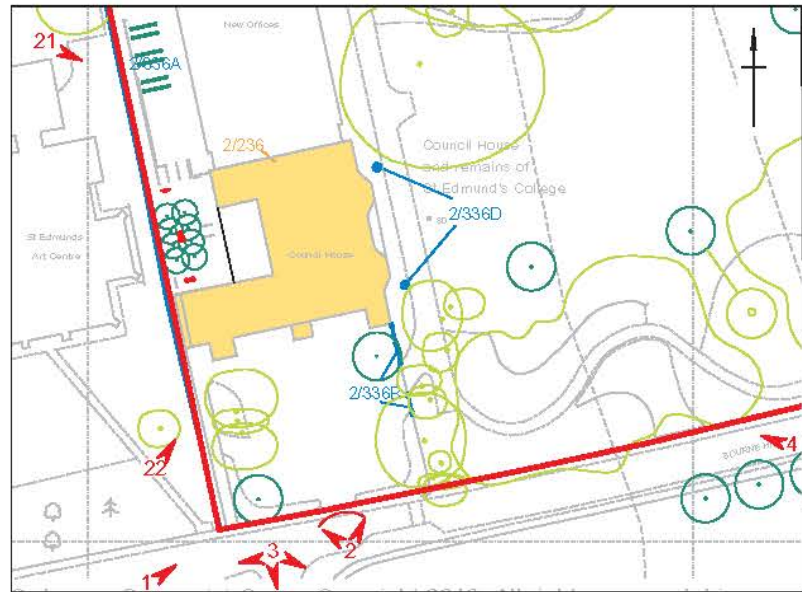 New Offices
21
2/336A
2/236
Council House
and remains of
St Edmund's College
2/336D
SD
St Edmunds
Art Centre
Council House
2/336B
4
22
3
2
1